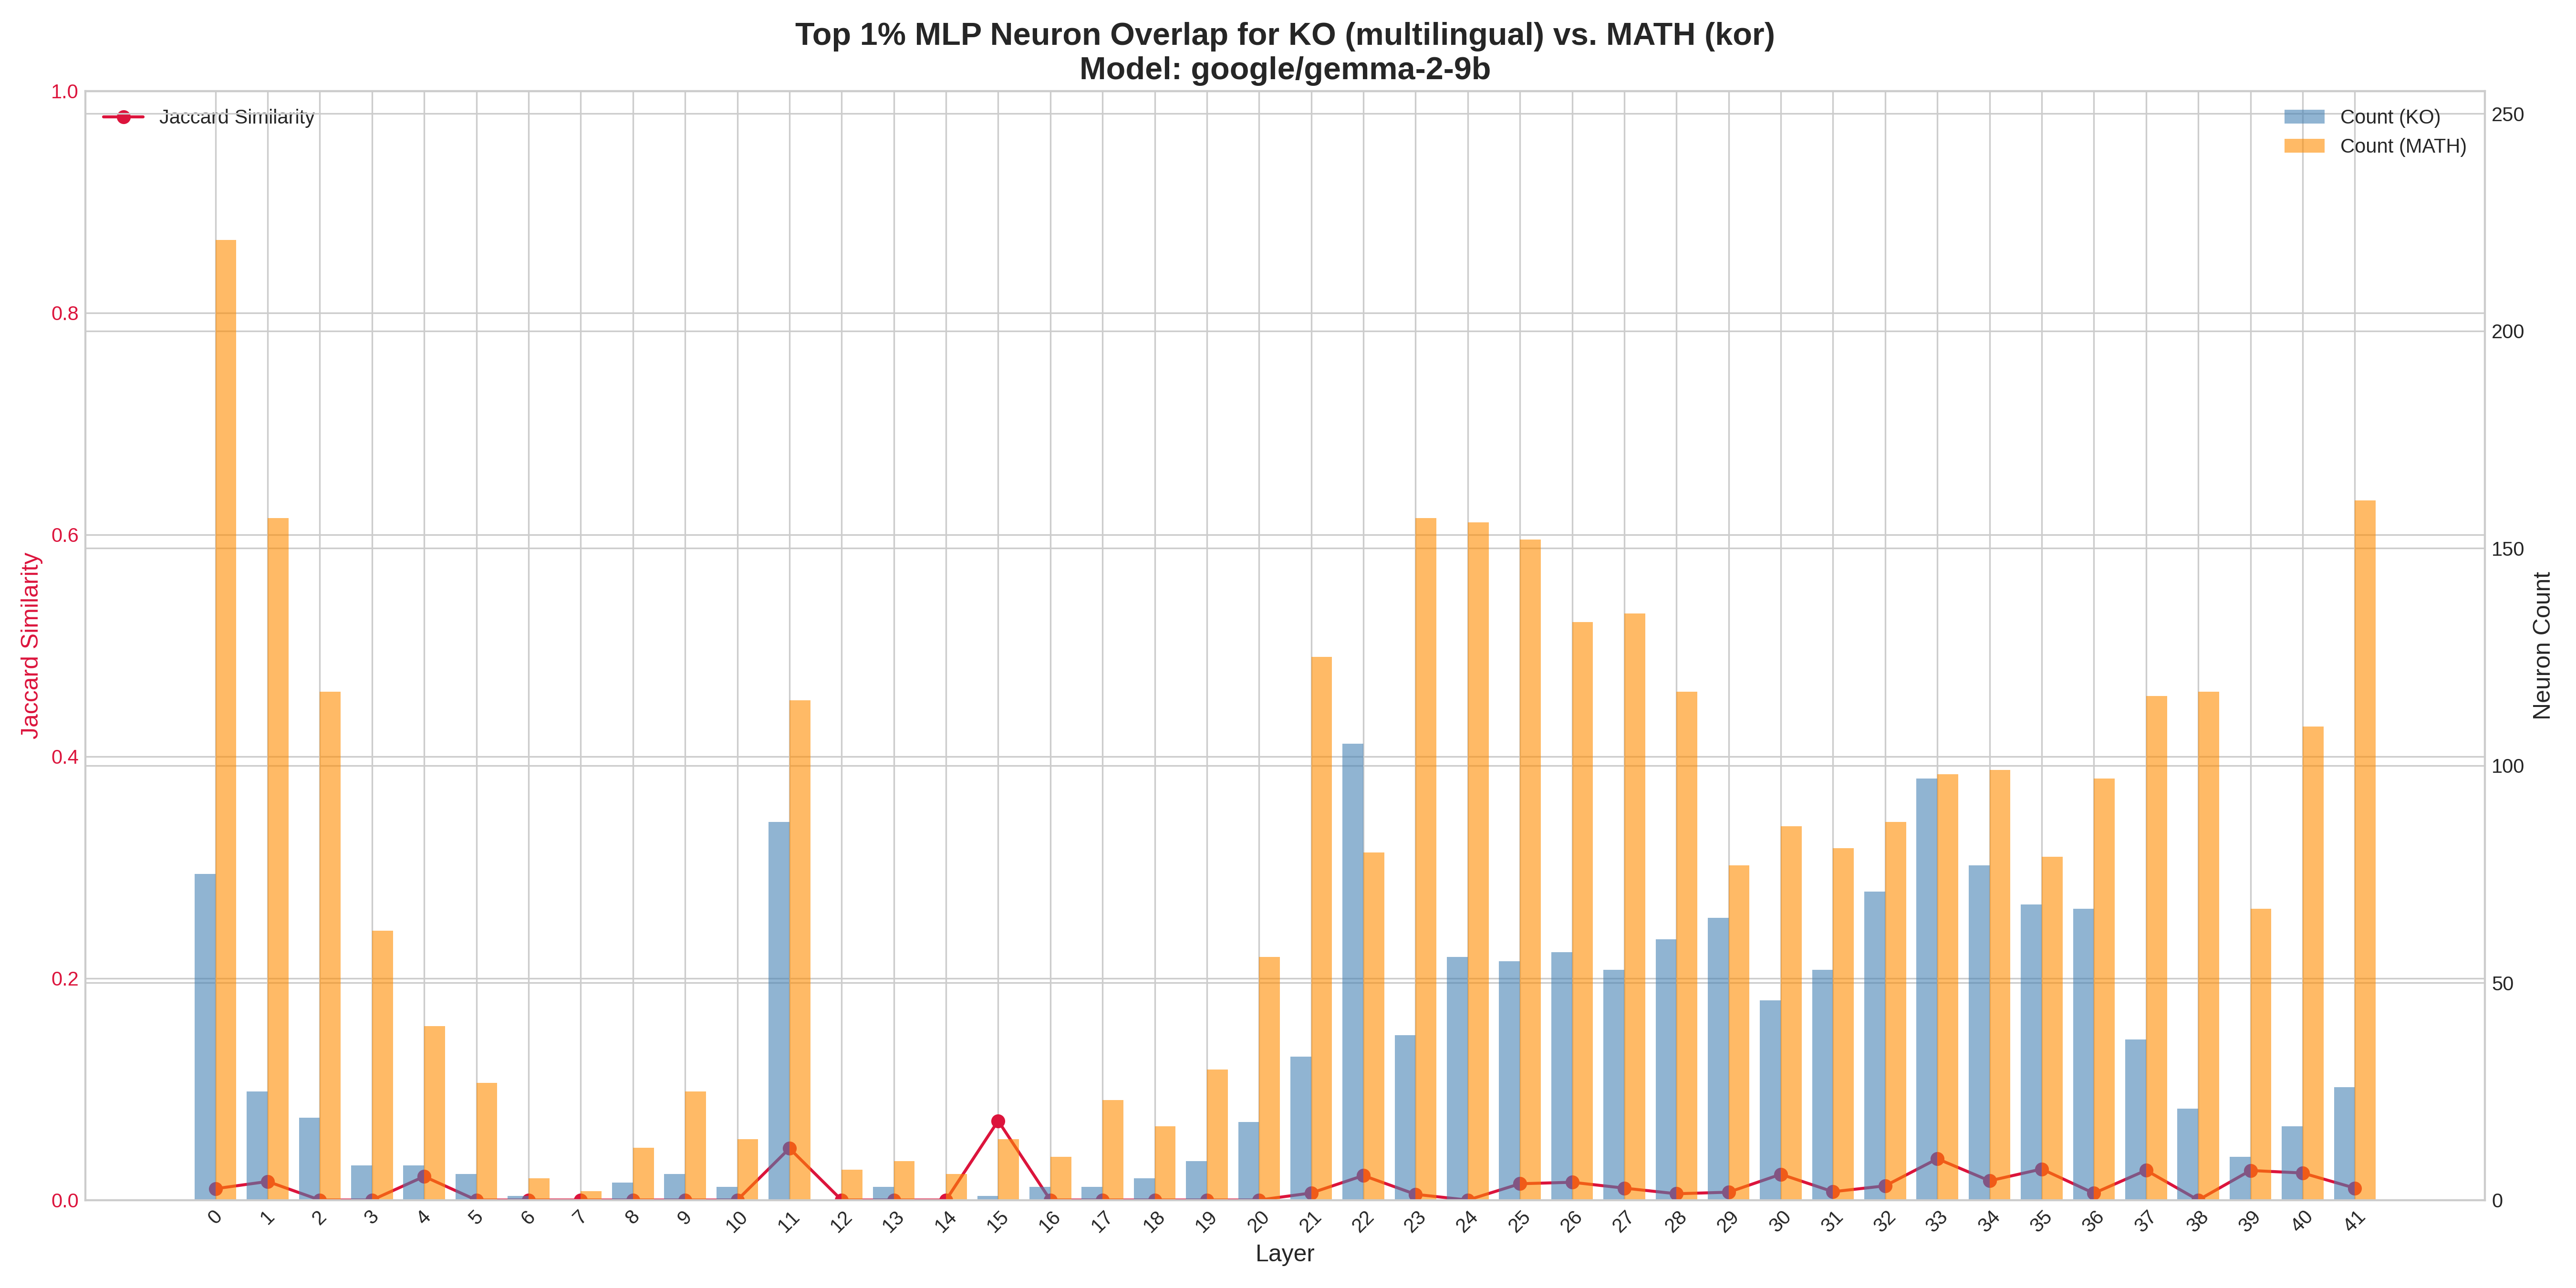 Top 1% MLP Neuron Overlap for KO (multilingual) vs. MATH (kor)
Model: google/gemma-2-9b
Jaccard Similarity
Count (KO)
Count (MATH)
Jaccard Similarity
1.0
0.8
0.6
0.4
0.2
0.0
Neuron Count
250
200
150
100
50
0
0 1 2 3 4 5 6 7 8 9 10 11 12 13 14 15 16 17 18 19 20 21 22 23 24 25 26 27 28 29 30 31 32 33 34 35 36 37 38 39 40 41
Layer